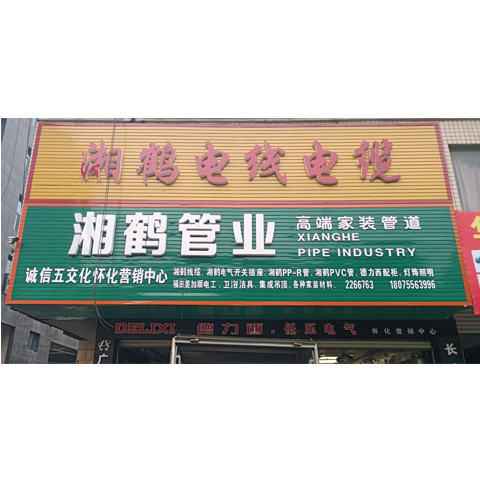 湘鹤电线电缆
湘鹤管业
高端家装管道
XIANGHE
PIPE INDUSTRY
诚信五交化怀化营销中心
湘鹤线缆、湘鹤电气开关插座、湘鹤PP-R管、湘鹤PVC管、德力西配柜、灯饰照明
福田美加顺电工、卫浴洁具、集成吊顶、各种家装材料、 2266763 18075563996
DELIXI 德力西·低压电气 怀化营销中心
公广
长